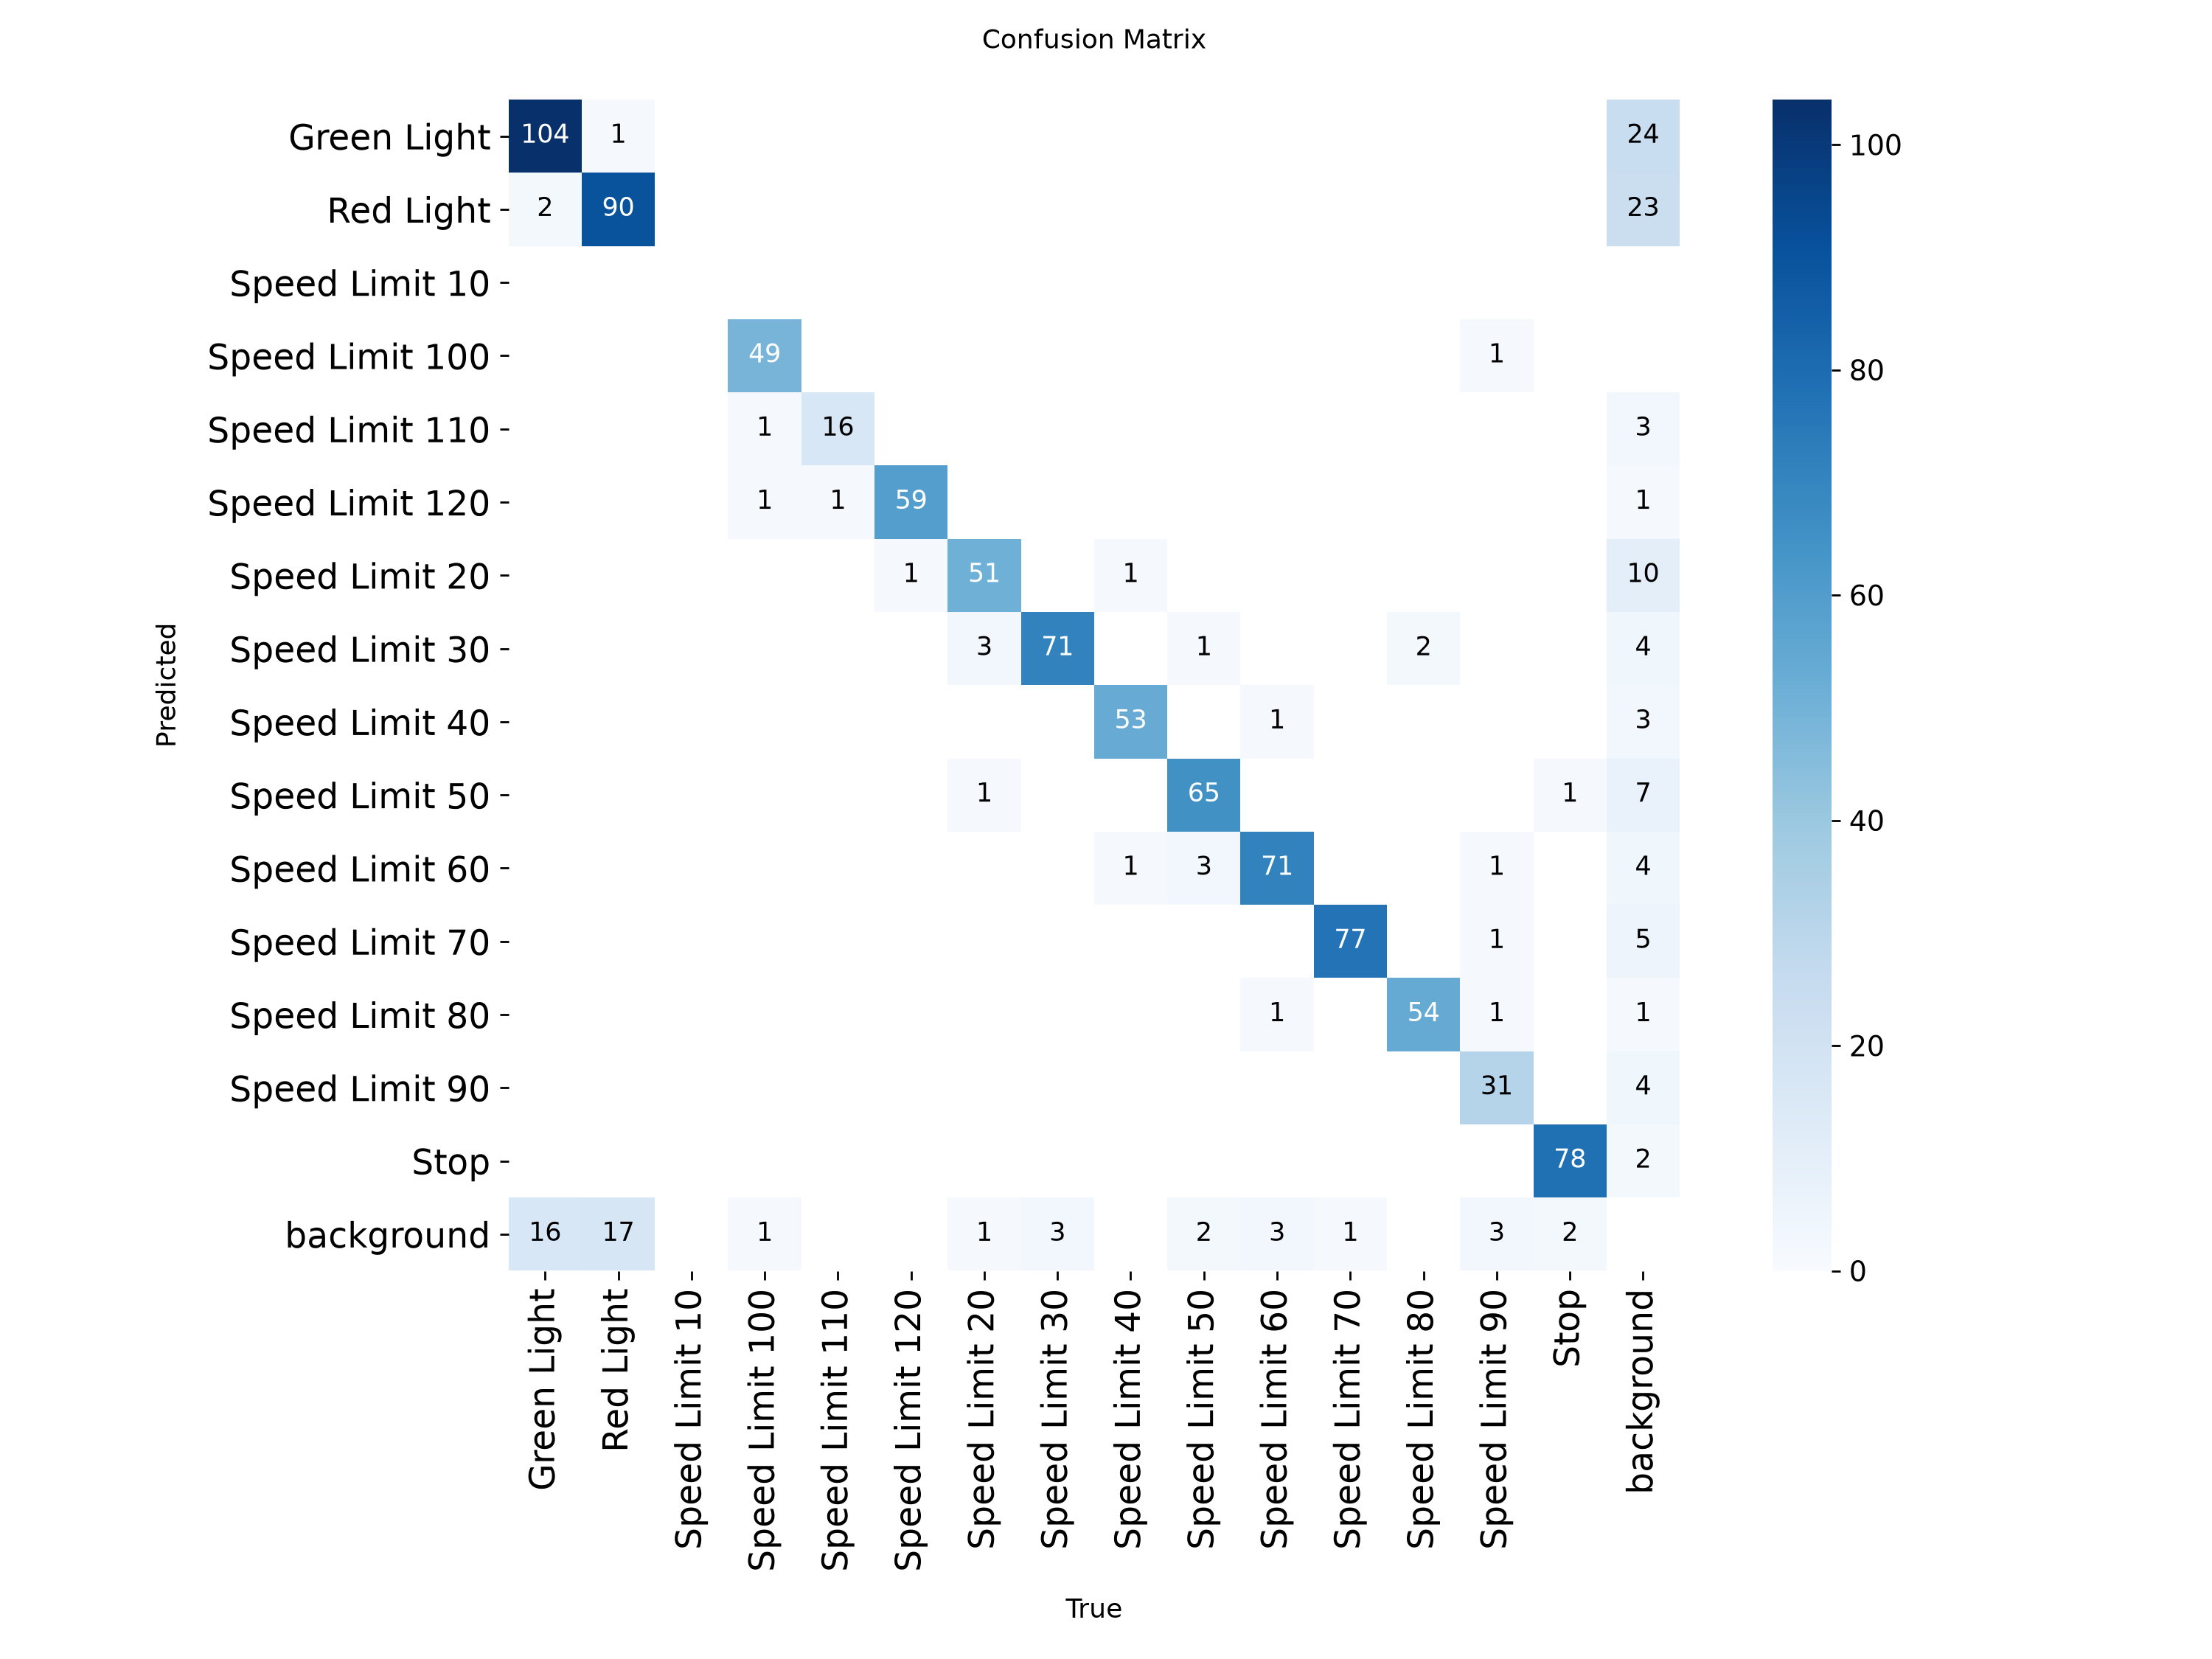 Confusion Matrix
Green Light 104 1 24
Red Light 2 90 23
Speed Limit 10
Speed Limit 100 49 1
Speed Limit 110 1 16 3
Speed Limit 120 1 1 59 1
Speed Limit 20 1 51 1 10
Speed Limit 30 3 71 1 2 4
Speed Limit 40 53 1 3
Speed Limit 50 1 65 1 7
Speed Limit 60 1 3 71 1 4
Speed Limit 70 77 1 5
Speed Limit 80 1 54 1 1
Speed Limit 90 31 4
Stop 78 2
background 16 17 1 1 3 2 3 1 3 2
Predicted
Green Light
Red Light
Speed Limit 10
Speed Limit 100
Speed Limit 110
Speed Limit 120
Speed Limit 20
Speed Limit 30
Speed Limit 40
Speed Limit 50
Speed Limit 60
Speed Limit 70
Speed Limit 80
Speed Limit 90
Stop
background
True
100
80
60
40
20
0